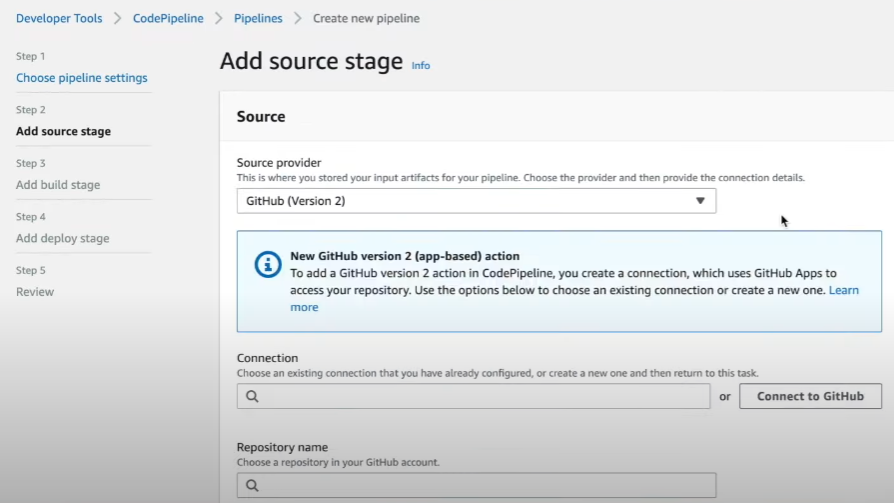 Developer Tools > CodePipeline > Pipelines > Create new pipeline
Step 1
Choose pipeline settings
Step 2
Add source stage
Step 3
Add build stage
Step 4
Add deploy stage
Step 5
Review
Add source stage Info
Source
Source provider
This is where you stored your input artifacts for your pipeline. Choose the provider and then provide the connection details.
GitHub (Version 2)
New GitHub version 2 (app-based) action
To add a GitHub version 2 action in CodePipeline, you create a connection, which uses GitHub Apps to
access your repository. Use the options below to choose an existing connection or create a new one. Learn
more
Connection
Choose an existing connection that you have already configured, or create a new one and then return to this task.
or Connect to GitHub
Repository name
Choose a repository in your GitHub account.